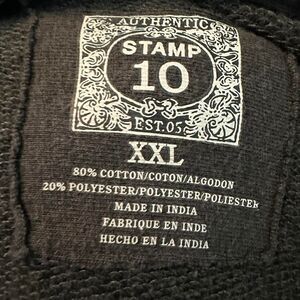 AUTHENTIC
STAMP
10
EST.05
XXL
80% COTTON/COTON/ALGODON
20% POLYESTER/POLYESTER/POLIESTER
MADE IN INDIA
FABRIQUE EN INDE
HECHO EN LA INDIA